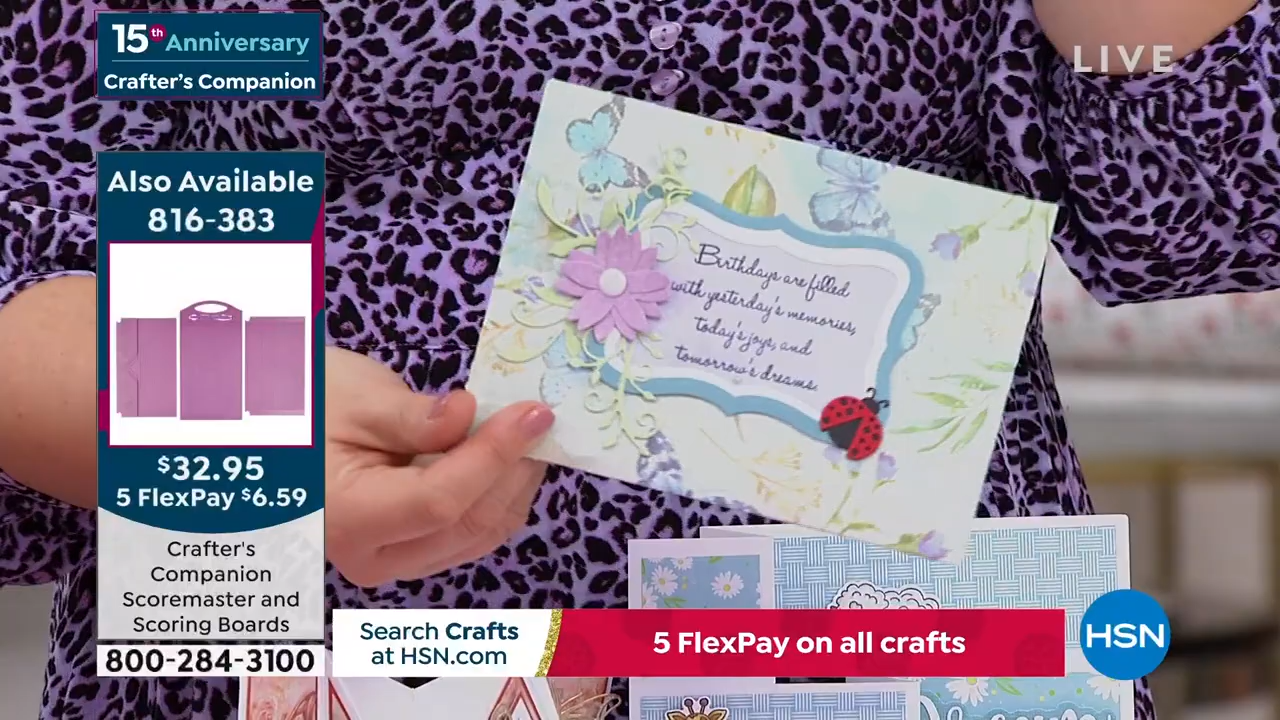 15th Anniversary
Crafter's Companion
LIVE
Also Available
816-383
$32.95
5 FlexPay $6.59
Crafter's
Companion
Scoremaster and
Scoring Boards
800-284-3100
Birthdays are filled
with yesterday's memories,
today's joys, and
tomorrow's dreams.
Search Crafts
at HSN.com
5 FlexPay on all crafts
HSN